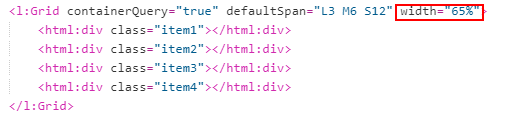 <l:Grid containerQuery="true" defaultSpan="L3 M6 S12" width="65%">
<html:div class="item1"></html:div>
<html:div class="item2"></html:div>
<html:div class="item3"></html:div>
<html:div class="item4"></html:div>
</l:Grid>